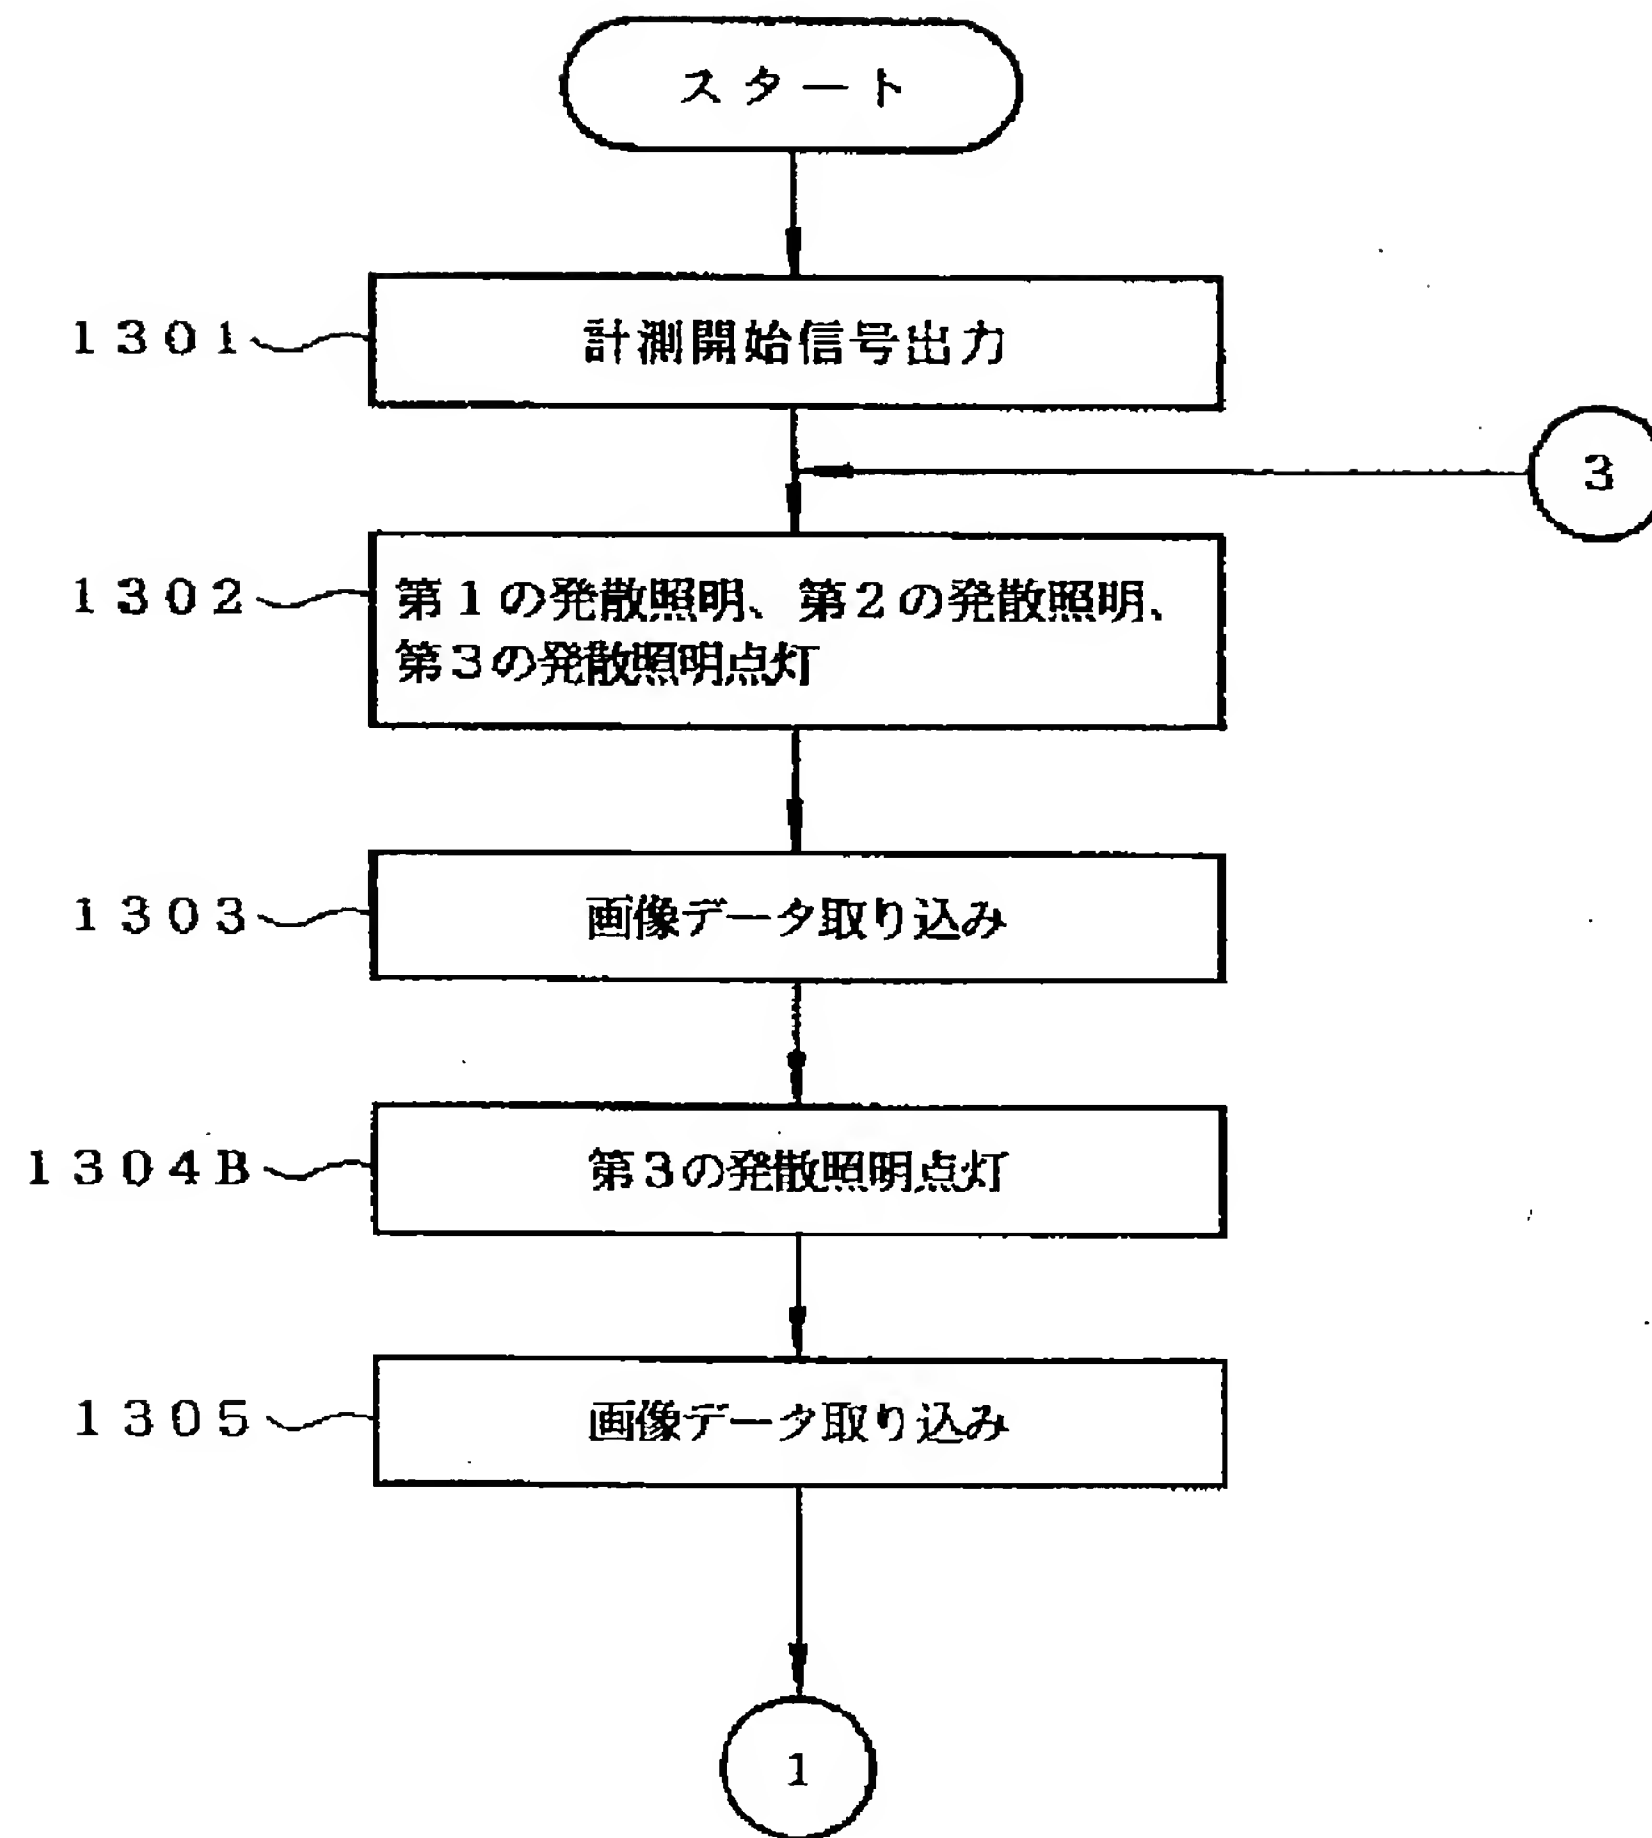 スタート
1301
計測開始信号出力
3
1302
第1の発散照明、第2の発散照明、
第3の発散照明点灯
1303
画像データ取り込み
1304B
第3の発散照明点灯
1305
画像データ取り込み
1